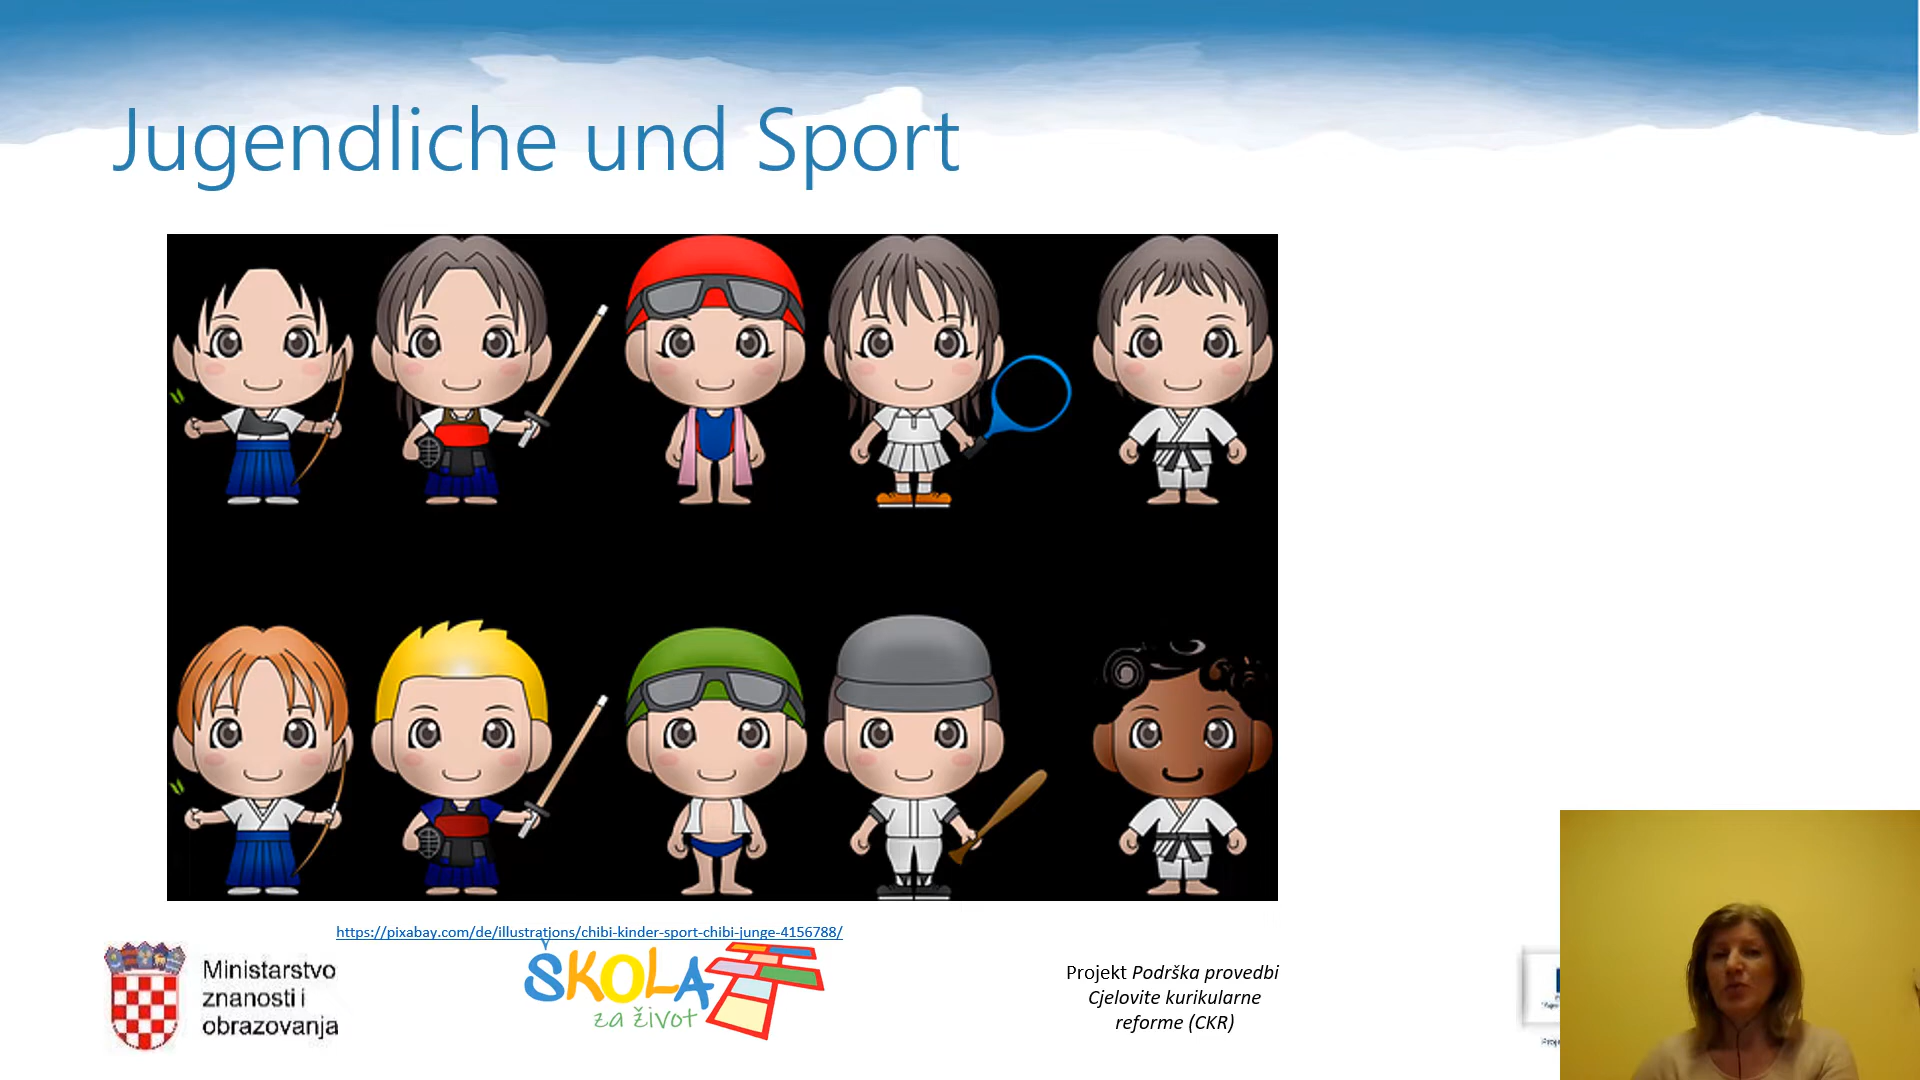 Jugendliche und Sport
https://pixabay.com/de/illustrations/chibi-kinder-sport-chibi-junge-4156788/
Ministarstvo
znanosti i
obrazovanja
ŠKOLA
za život
Projekt Podrška provedbi
Cjelovite kurikularne
reforme (CKR)